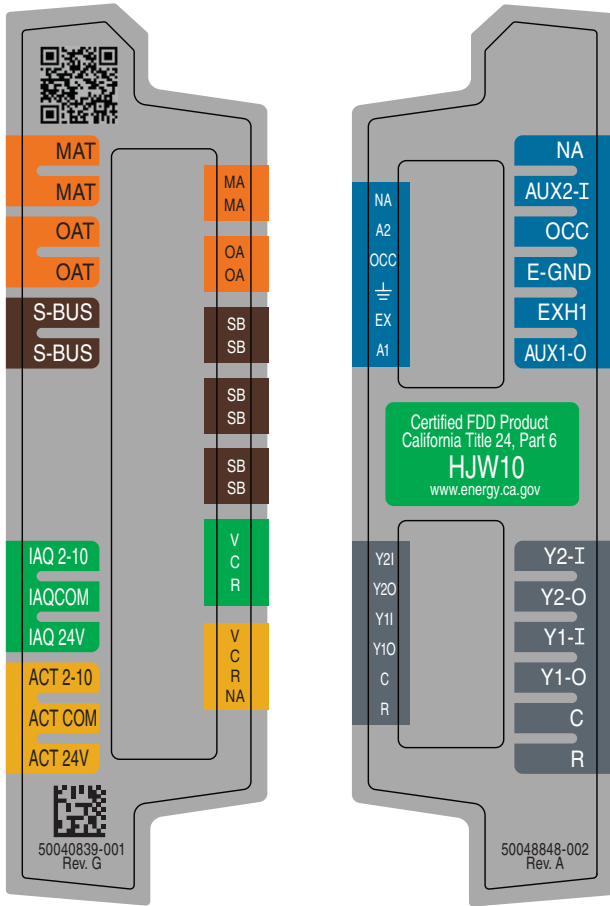 MAT
MAT
OAT
OAT
S-BUS
S-BUS
IAQ 2-10
IAQCOM
IAQ 24V
ACT 2-10
ACT COM
ACT 24V
50040839-001
Rev. G
MA
MA
OA
OA
SB
SB
SB
SB
SB
SB
V
C
R
V
C
R
NA
NA
A2
OCC
EX
A1
Y2I
Y2O
Y1I
Y1O
C
R
Certified FDD Product
California Title 24, Part 6
HJW10
www.energy.ca.gov
NA
AUX2-I
OCC
E-GND
EXH1
AUX1-O
Y2-I
Y2-O
Y1-I
Y1-O
C
R
50048848-002
Rev. A